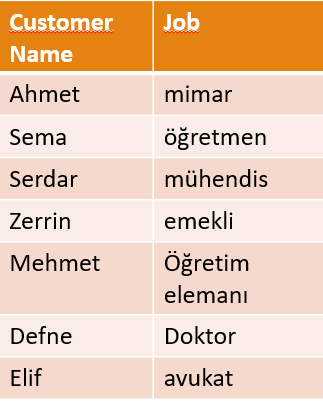 Customer Name Job
Ahmet mimar
Sema öğretmen
Serdar mühendis
Zerrin emekli
Mehmet Öğretim elemanı
Defne Doktor
Elif avukat